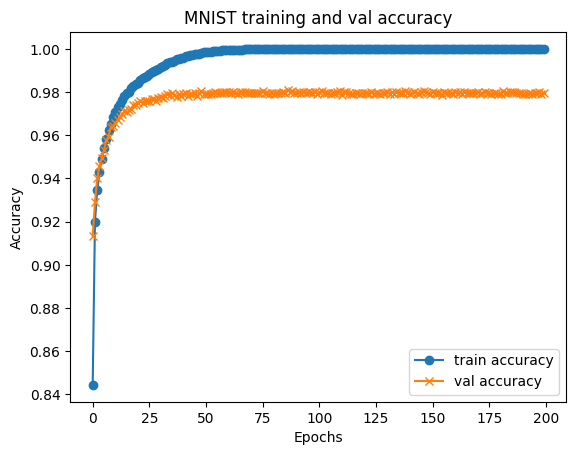 MNIST training and val accuracy
1.00
0.98
0.96
0.94
0.92
0.90
0.88
0.86
0.84
Accuracy
train accuracy
val accuracy
0 25 50 75 100 125 150 175 200
Epochs